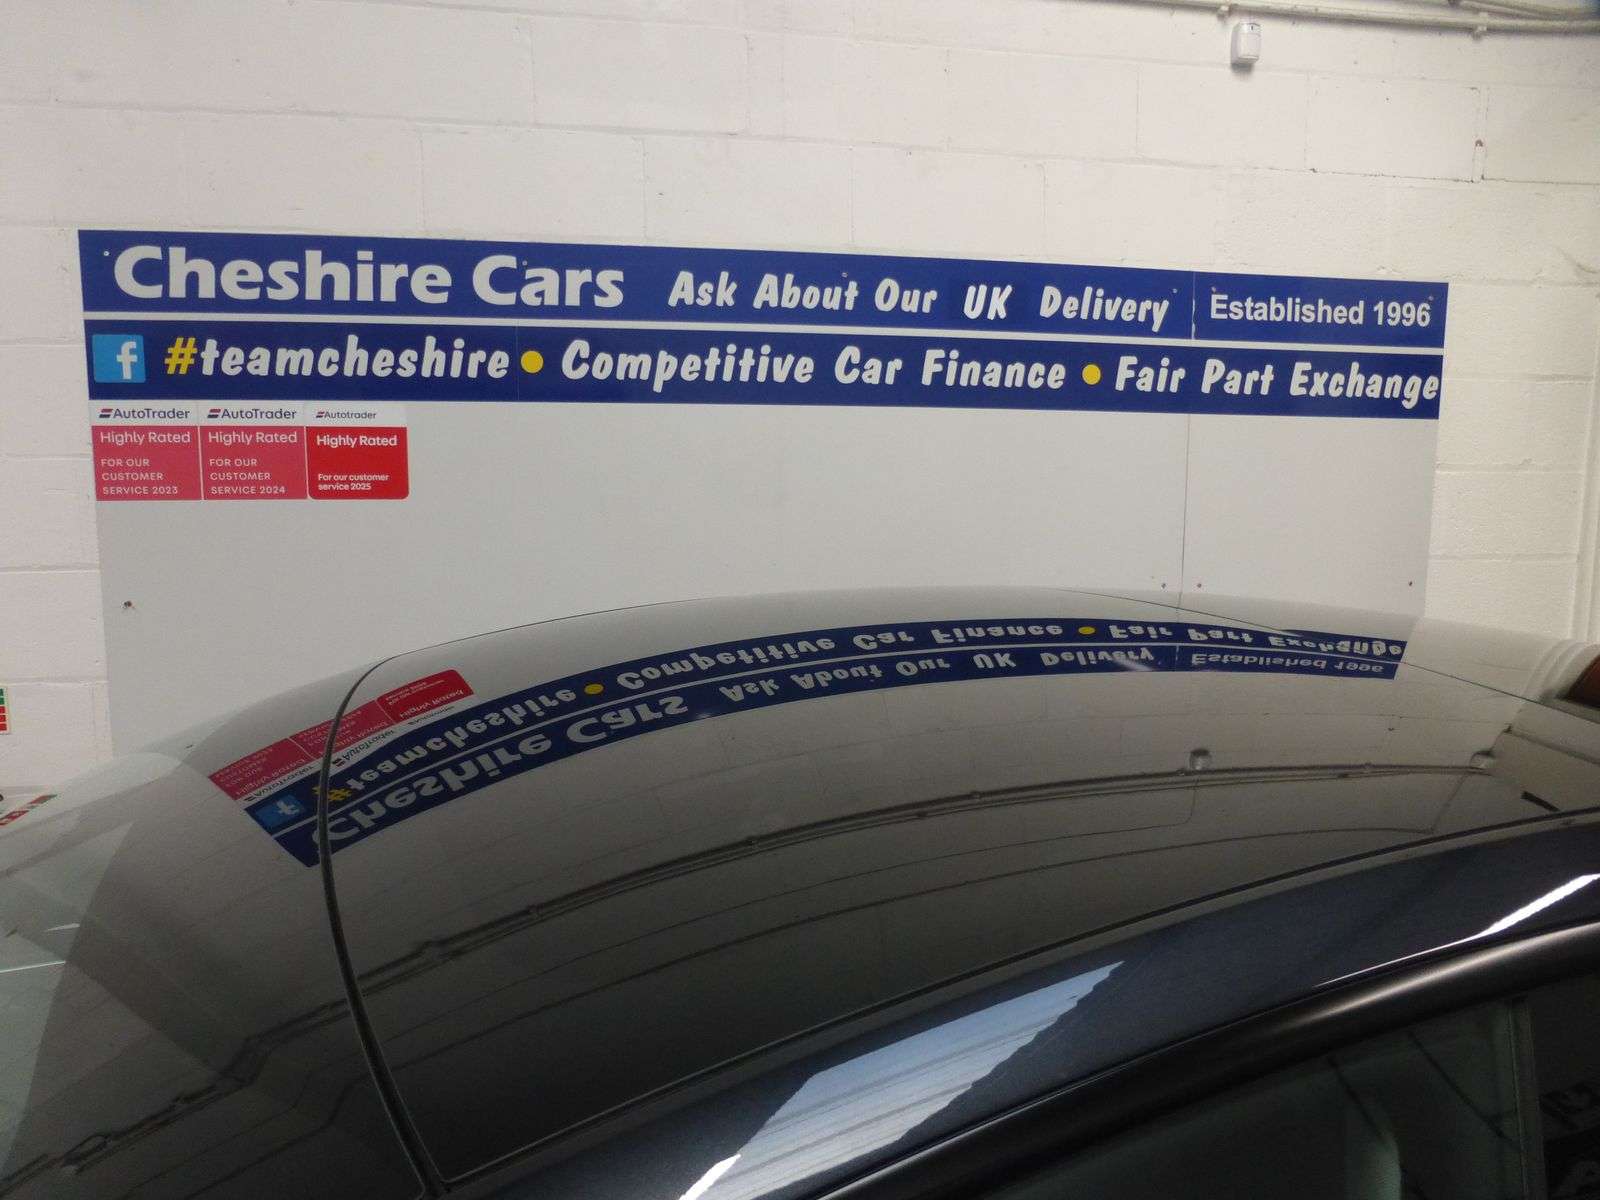 Cheshire Cars Ask About Our UK Delivery Established 1996
f #teamcheshire • Competitive Car Finance • Fair Part Exchange
AutoTrader
Highly Rated
FOR OUR
CUSTOMER
SERVICE 2023
AutoTrader
Highly Rated
FOR OUR
CUSTOMER
SERVICE 2024
Autotrader
Highly Rated
For our customer
service 2025